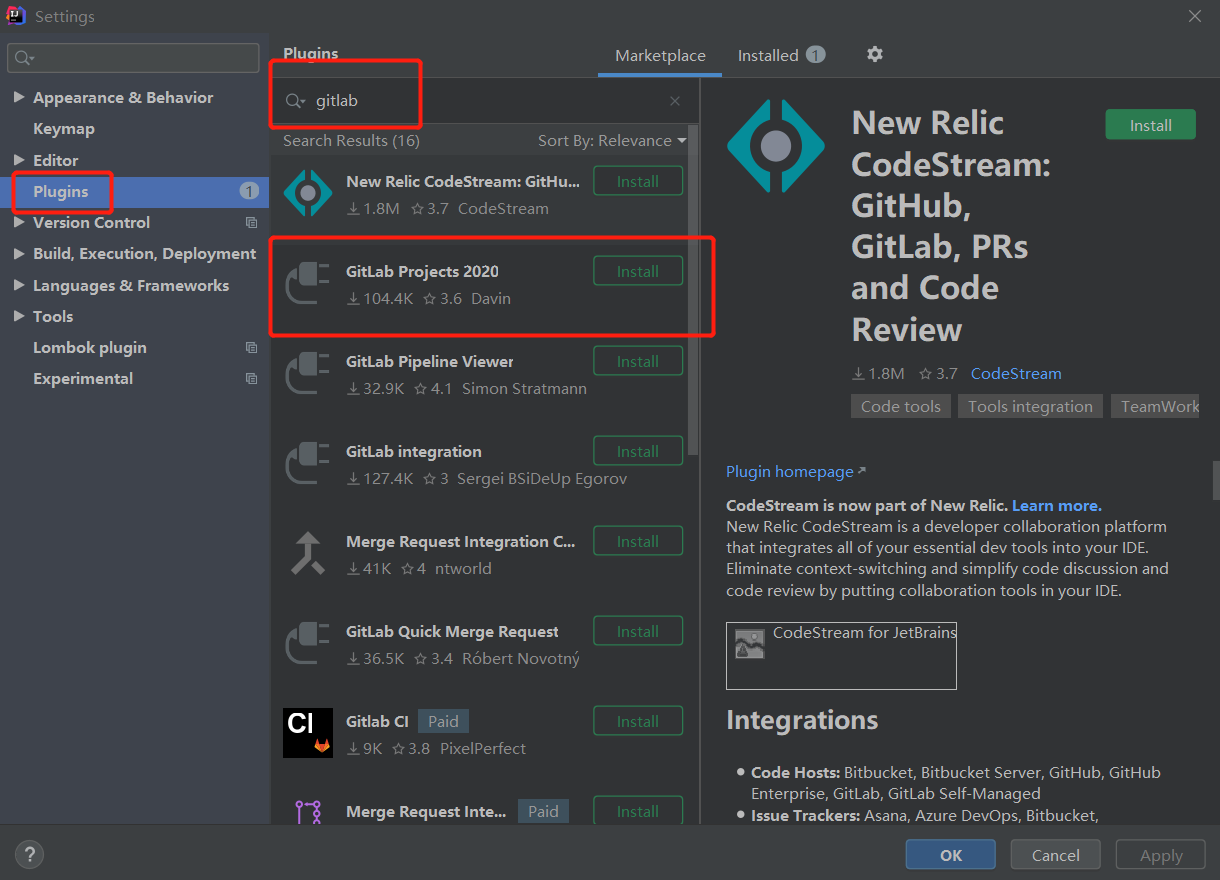 Settings
Appearance & Behavior
Keymap
Editor
Plugins 1
Version Control
Build, Execution, Deployment
Languages & Frameworks
Tools
Lombok plugin
Experimental
Plugins
Marketplace
Installed 1
gitlab
Search Results (16)
Sort By: Relevance
New Relic CodeStream: GitHu...
Install
1.8M 3.7 CodeStream
GitLab Projects 2020
Install
104.4K 3.6 Davin
GitLab Pipeline Viewer
Install
32.9K 4.1 Simon Stratmann
GitLab integration
Install
127.4K 3 Sergei BSiDeUp Egorov
Merge Request Integration C...
Install
41K 4 ntworld
GitLab Quick Merge Request
Install
36.5K 3.4 Róbert Novotný
CI
Gitlab CI Paid
Install
9K 3.8 PixelPerfect
Merge Request Inte... Paid
Install
New Relic
CodeStream:
GitHub,
GitLab, PRs
and Code
Review
Install
1.8M 3.7 CodeStream
Code tools Tools integration TeamWork
Plugin homepage
CodeStream is now part of New Relic. Learn more.
New Relic CodeStream is a developer collaboration platform
that integrates all of your essential dev tools into your IDE.
Eliminate context-switching and simplify code discussion and
code review by putting collaboration tools in your IDE.
CodeStream for JetBrains
Integrations
• Code Hosts: Bitbucket, Bitbucket Server, GitHub, GitHub
Enterprise, GitLab, GitLab Self-Managed
• Issue Trackers: Asana, Azure DevOps, Bitbucket,
?
OK
Cancel
Apply